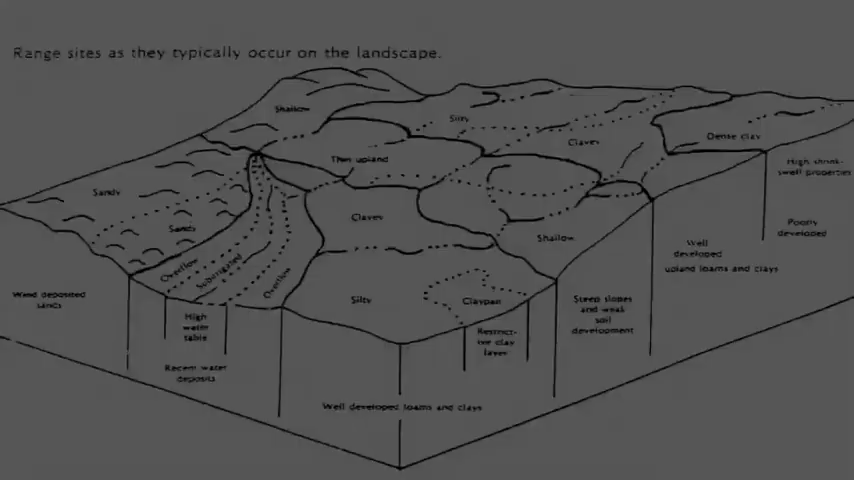 Range sites as they typically occur on the landscape.
Shallow
Silty
Clayey
Dense clay
Thin upland
High shrink-
swell properties
Sandy
Sands
Clayey
Shallow
Poorly
developed
Well
developed
upland loams and clays
Overflow
Subirrigated
Overflow
Silty
Claypan
Wind deposited
sands
High
water
table
Restrict-
ive clay
layer
Steep slopes
and weak
soil
development
Recent water
deposits
Well developed loams and clays